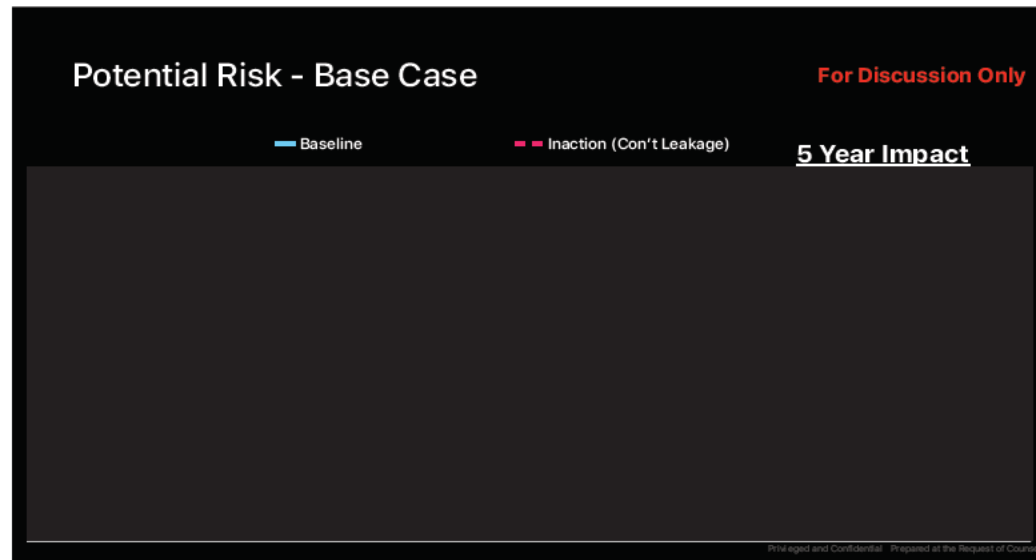 Potential Risk - Base Case
For Discussion Only
Baseline
Inaction (Con't Leakage)
5 Year Impact
Privileged and Confidential Prepared at the Request of Couns